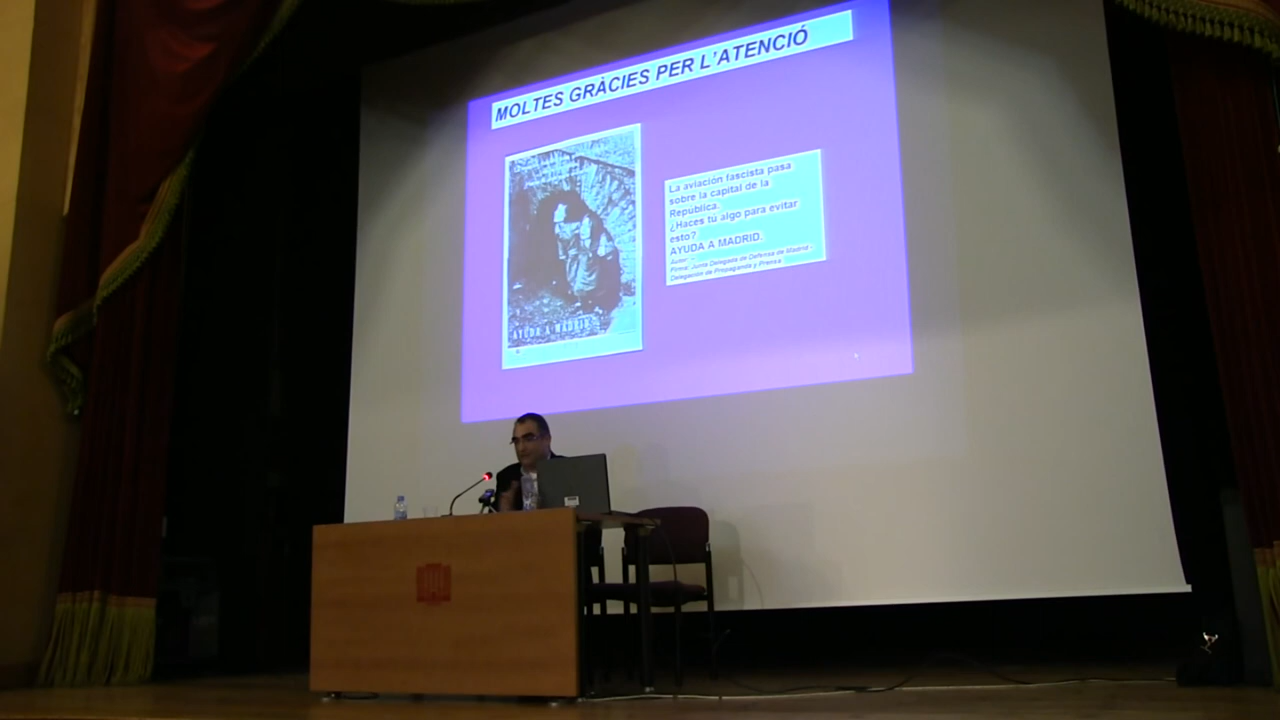 MOLTES GRÀCIES PER L'ATENCIÓ
La aviación fascista pasa
sobre la capital de la
República.
¿Haces tú algo para evitar
esto?
AYUDA A MADRID.
Autor: -
Firma: Junta Delegada de Defensa de Madrid -
Delegación de Propaganda y Prensa
AYUDA A MADRID